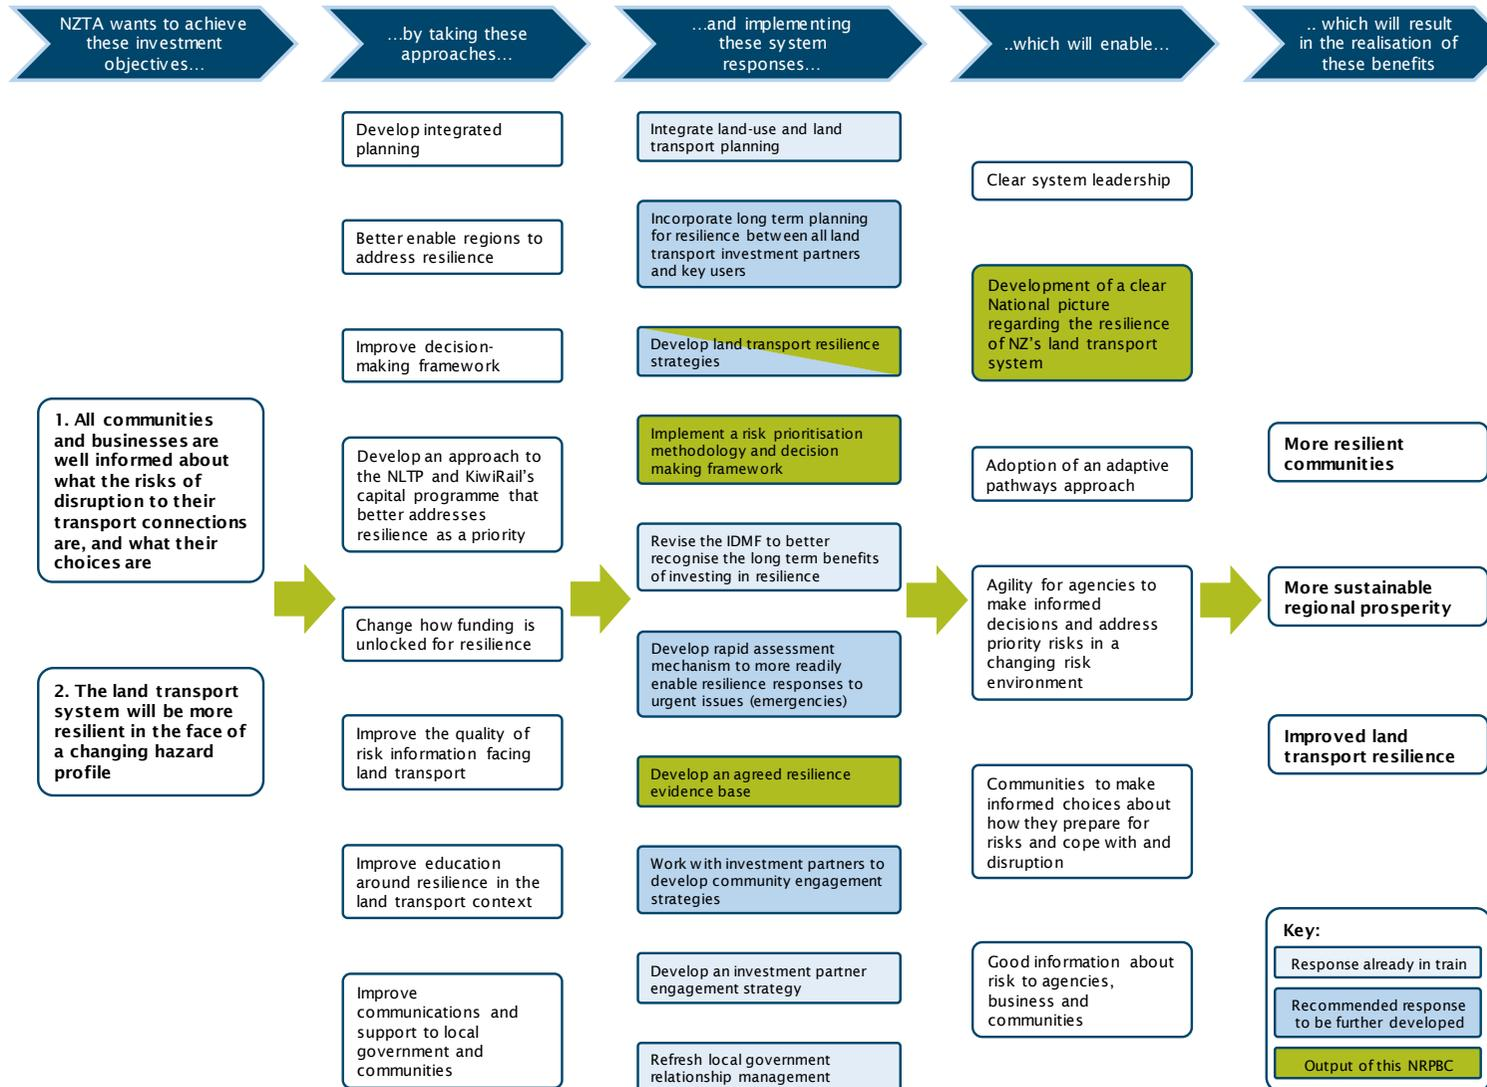 NZTA wants to achieve
these investment
objectives...
...by taking these
approaches...
...and implementing
these system
responses...
..which will enable...
.. which will result
in the realisation of
these benefits
1. All communities
and businesses are
well informed about
what the risks of
disruption to their
transport connections
are, and what their
choices are
2. The land transport
system will be more
resilient in the face of
a changing hazard
profile
Develop integrated
planning
Better enable regions to
address resilience
Improve decision-
making framework
Develop an approach to
the NLTP and KiwiRail's
capital programme that
better addresses
resilience as a priority
Change how funding is
unlocked for resilience
Improve the quality of
risk information facing
land transport
Improve education
around resilience in the
land transport context
Improve
communications and
support to local
government and
communities
Integrate land-use and land
transport planning
Incorporate long term planning
for resilience between all land
transport investment partners
and key users
Develop land transport resilience
strategies
Implement a risk prioritisation
methodology and decision
making framework
Revise the IDMF to better
recognise the long term benefits
of investing in resilience
Develop rapid assessment
mechanism to more readily
enable resilience responses to
urgent issues (emergencies)
Develop an agreed resilience
evidence base
Work with investment partners to
develop community engagement
strategies
Develop an investment partner
engagement strategy
Refresh local government
relationship management
Clear system leadership
Development of a clear
National picture
regarding the resilience
of NZ's land transport
system
Adoption of an adaptive
pathways approach
Agility for agencies to
make informed
decisions and address
priority risks in a
changing risk
environment
Communities to make
informed choices about
how they prepare for
risks and cope with and
disruption
Good information about
risk to agencies,
business and
communities
More resilient
communities
More sustainable
regional prosperity
Improved land
transport resilience
Key:
Response already in train
Recommended response
to be further developed
Output of this NRPBC